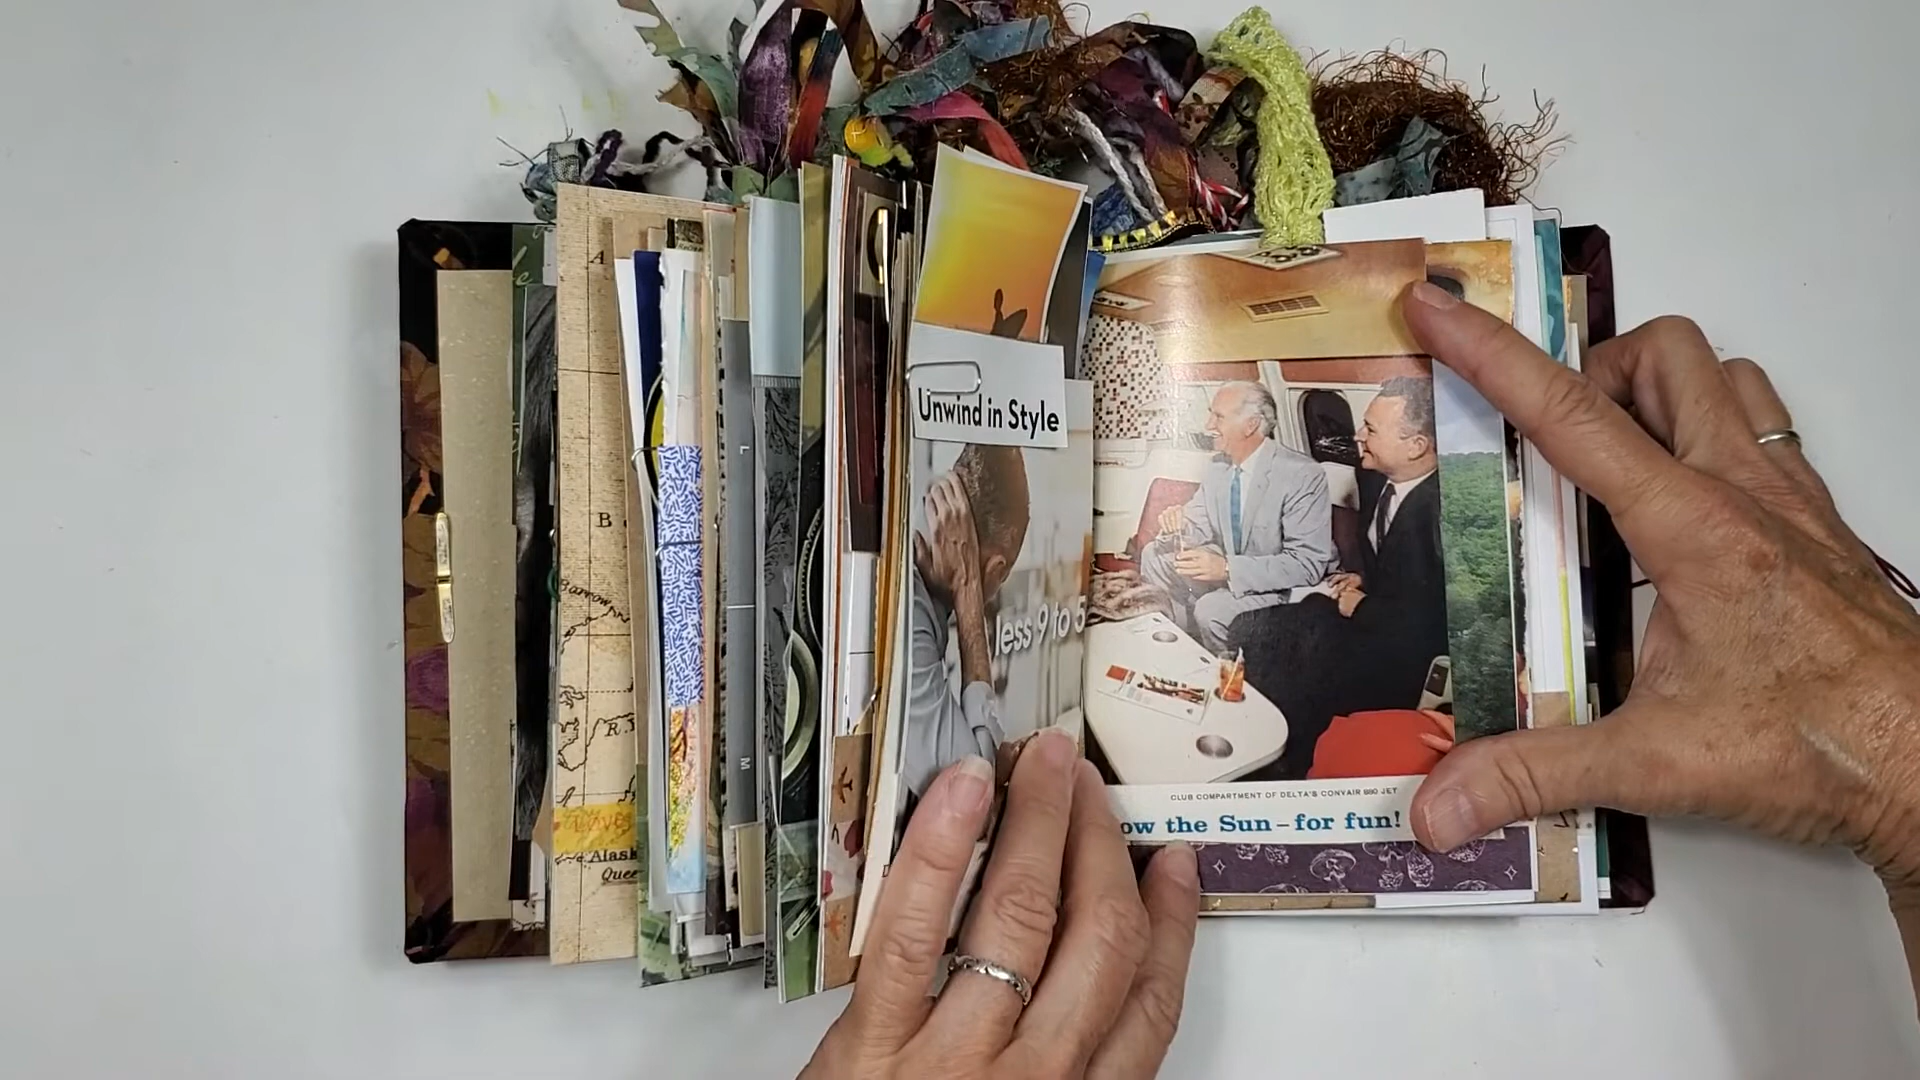 A
B
Barrow
R.
Love
Alask
Quee
L
M
Unwind in Style
less 9 to 5
CLUB COMPARTMENT OF DELTA'S CONVAIR 880 JET
ow the Sun – for fun!